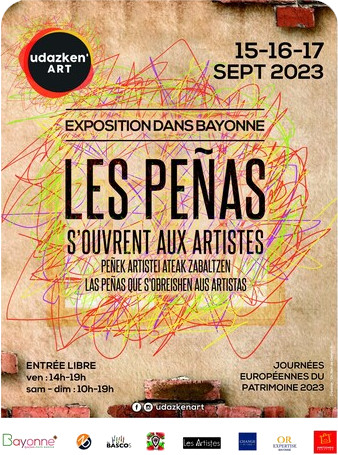 udazken'
ART
15-16-17
SEPT 2023
EXPOSITION DANS BAYONNE
LES PEÑAS
S'OUVRENT AUX ARTISTES
PEÑEK ARTISTEI ATEAK ZABALTZEN
LAS PEÑAS QUE S'OBREISHEN AUS ARTISTAS
ENTRÉE LIBRE
ven : 14h-19h
sam - dim : 10h-19h
JOURNÉES
EUROPÉENNES DU
PATRIMOINE 2023
udazkenart
Bayonne
BASCOS
Les Artistes
CHANGE
OR
EXPERTISE